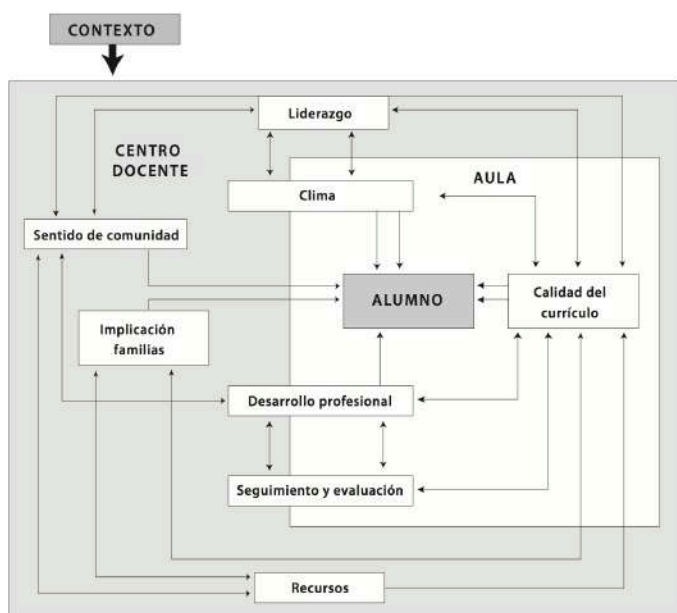 CONTEXTO
Liderazgo
CENTRO
DOCENTE
AULA
Clima
Sentido de comunidad
ALUMNO
Calidad del
currículo
Implicación
familias
Desarrollo profesional
Seguimiento y evaluación
Recursos